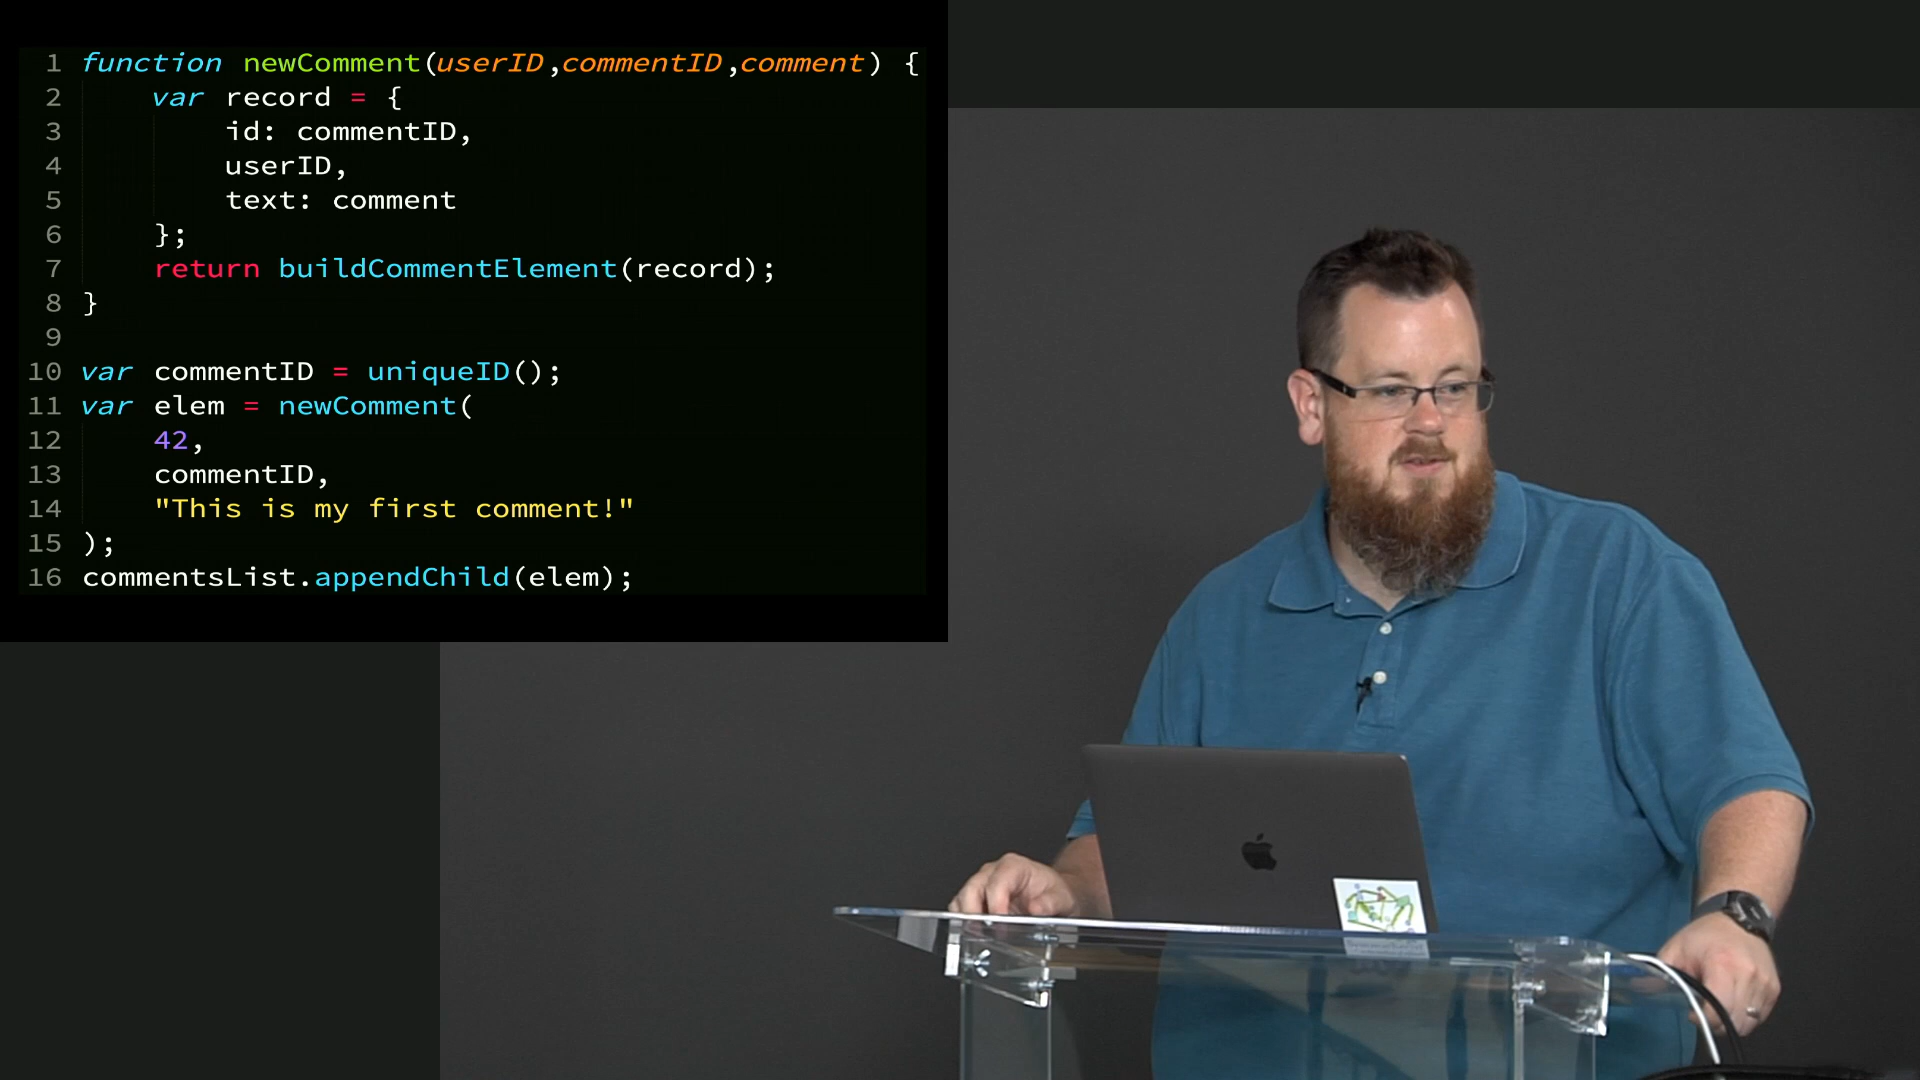 1 function newComment(userID,commentID,comment) {
2 var record = {
3 id: commentID,
4 userID,
5 text: comment
6 };
7 return buildCommentElement(record);
8 }
9
10 var commentID = uniqueID();
11 var elem = newComment(
12 42,
13 commentID,
14 "This is my first comment!"
15 );
16 commentsList.appendChild(elem);